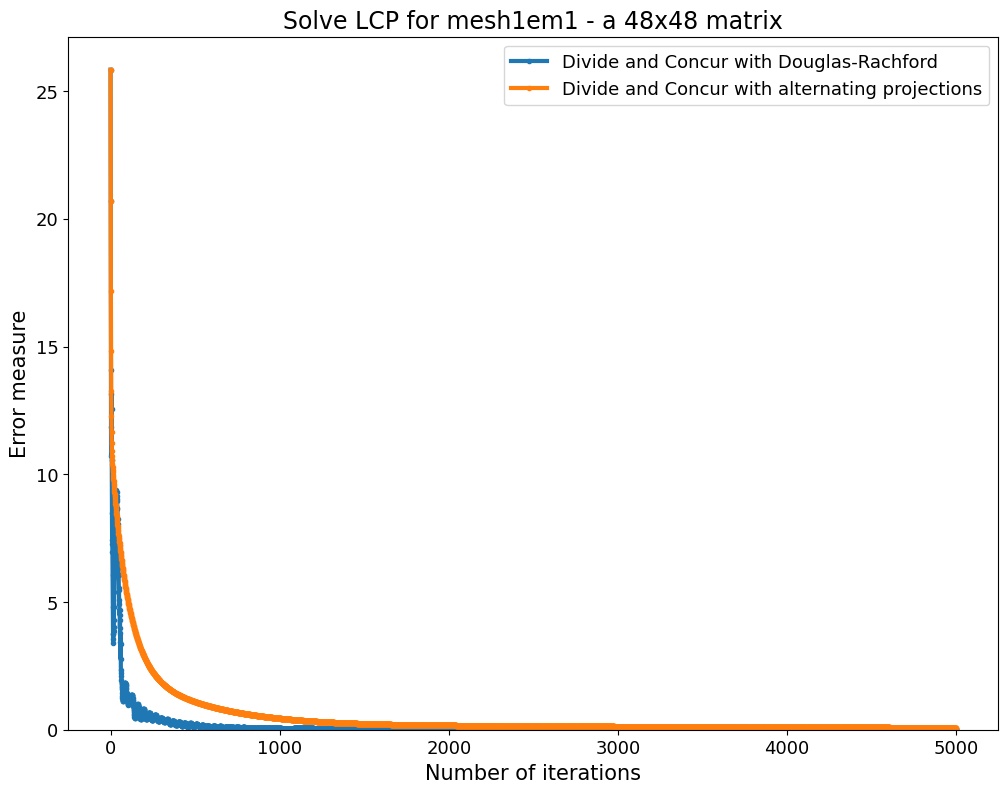 Solve LCP for mesh1em1 - a 48x48 matrix
Divide and Concur with Douglas-Rachford
Divide and Concur with alternating projections
Error measure
25
20
15
10
5
0
0 1000 2000 3000 4000 5000
Number of iterations